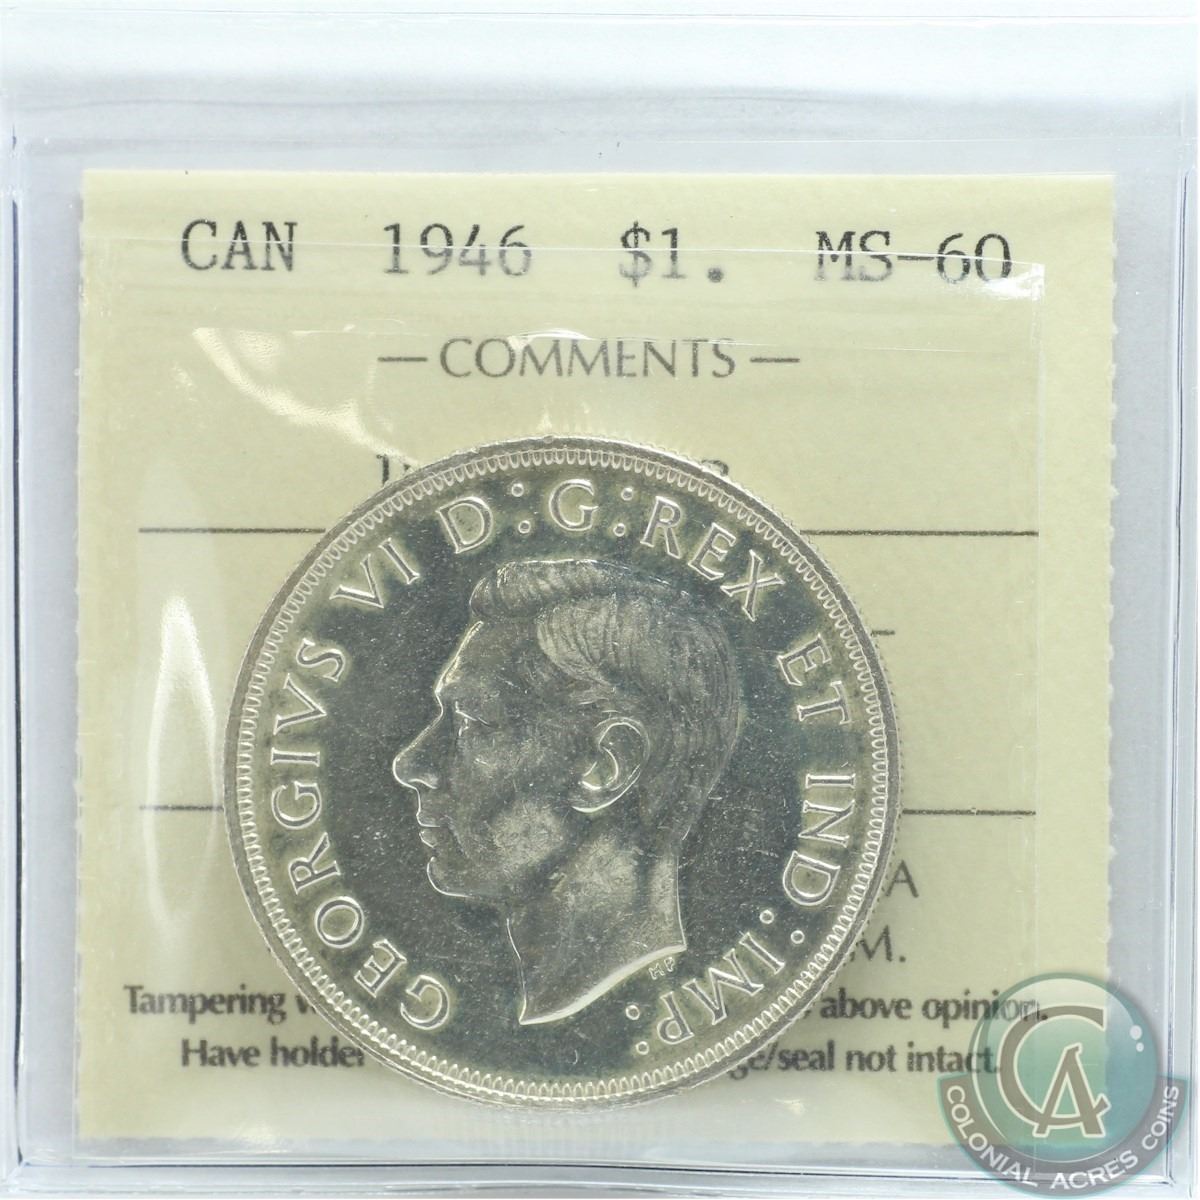 CAN 1946 $1. MS-60
— COMMENTS —
GEORGIVS VI D:G:REX ET IND:IMP:
HP
A
.M.
Tampering above opinion.
Have holder ge/seal not intact.
CA
COLONIAL ACRES COINS